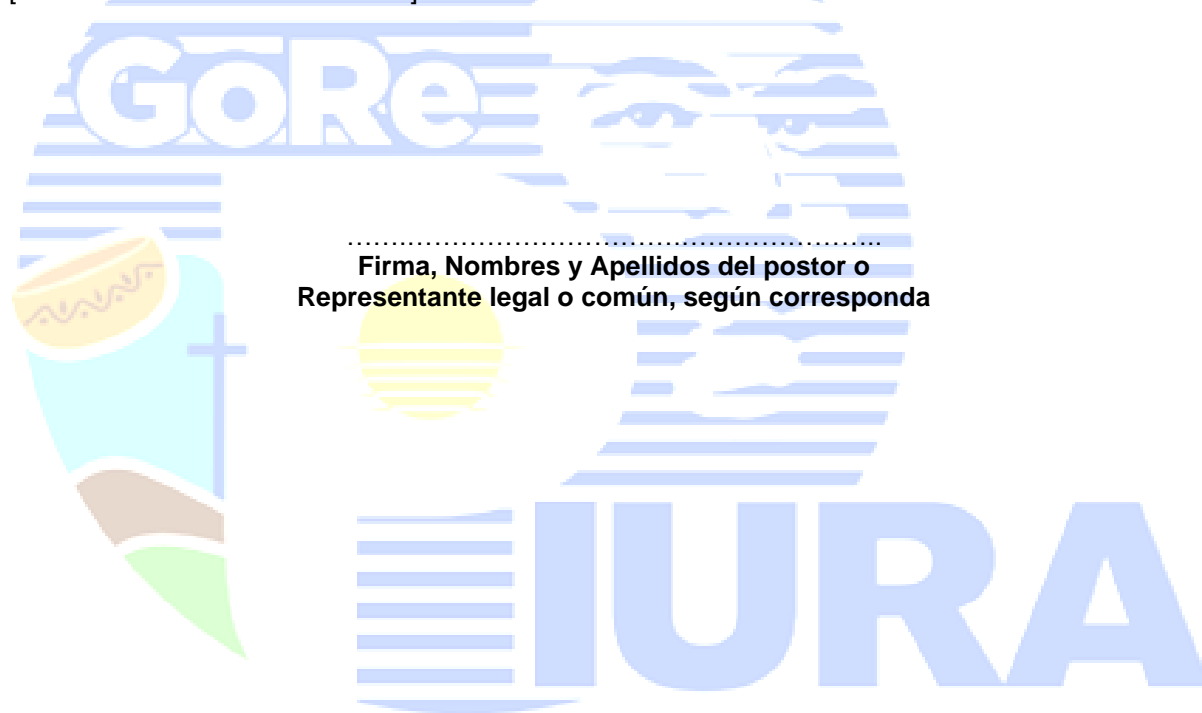 GoRe
……..……………………………..…………………..
Firma, Nombres y Apellidos del postor o
Representante legal o común, según corresponda
PIURA